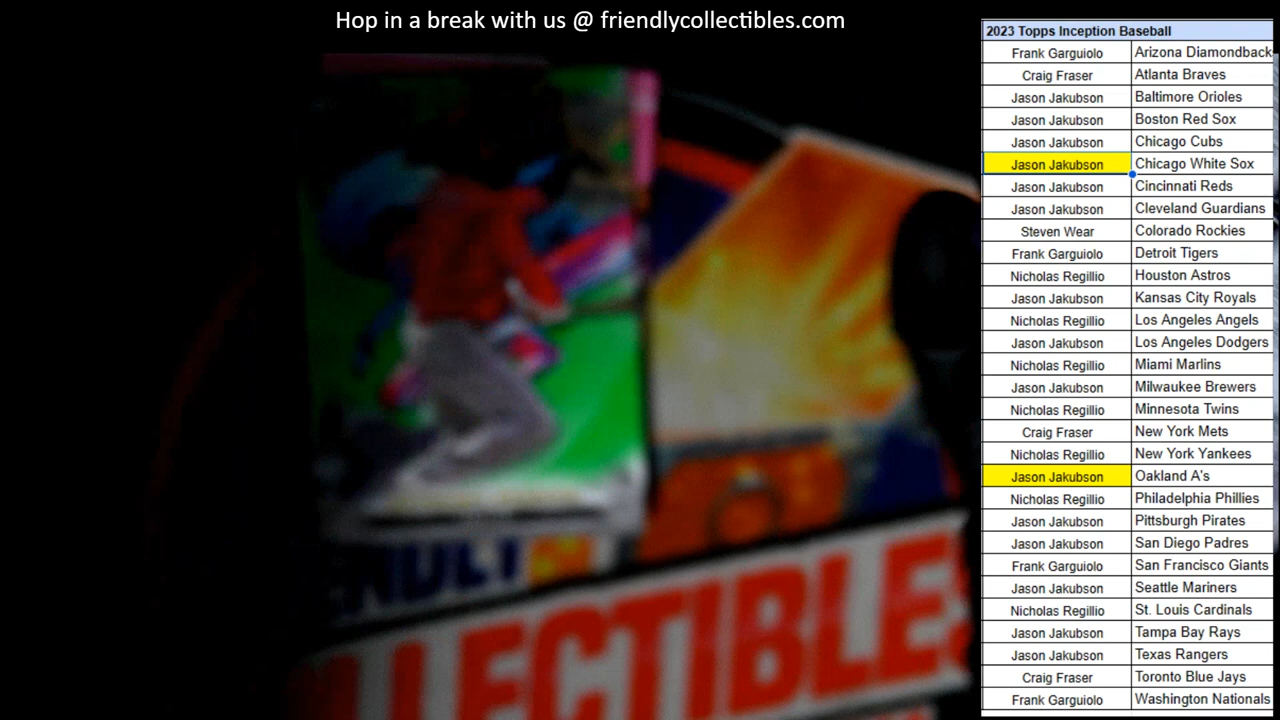 Hop in a break with us @ friendlycollectibles.com
2023 Topps Inception Baseball
Frank Garguiolo Arizona Diamondback
Craig Fraser Atlanta Braves
Jason Jakubson Baltimore Orioles
Jason Jakubson Boston Red Sox
Jason Jakubson Chicago Cubs
Jason Jakubson Chicago White Sox
Jason Jakubson Cincinnati Reds
Jason Jakubson Cleveland Guardians
Steven Wear Colorado Rockies
Frank Garguiolo Detroit Tigers
Nicholas Regillio Houston Astros
Jason Jakubson Kansas City Royals
Nicholas Regillio Los Angeles Angels
Jason Jakubson Los Angeles Dodgers
Nicholas Regillio Miami Marlins
Jason Jakubson Milwaukee Brewers
Nicholas Regillio Minnesota Twins
Craig Fraser New York Mets
Nicholas Regillio New York Yankees
Jason Jakubson Oakland A's
Nicholas Regillio Philadelphia Phillies
Jason Jakubson Pittsburgh Pirates
Jason Jakubson San Diego Padres
Frank Garguiolo San Francisco Giants
Jason Jakubson Seattle Mariners
Nicholas Regillio St. Louis Cardinals
Jason Jakubson Tampa Bay Rays
Jason Jakubson Texas Rangers
Craig Fraser Toronto Blue Jays
Frank Garguiolo Washington Nationals
LLECTIBLE